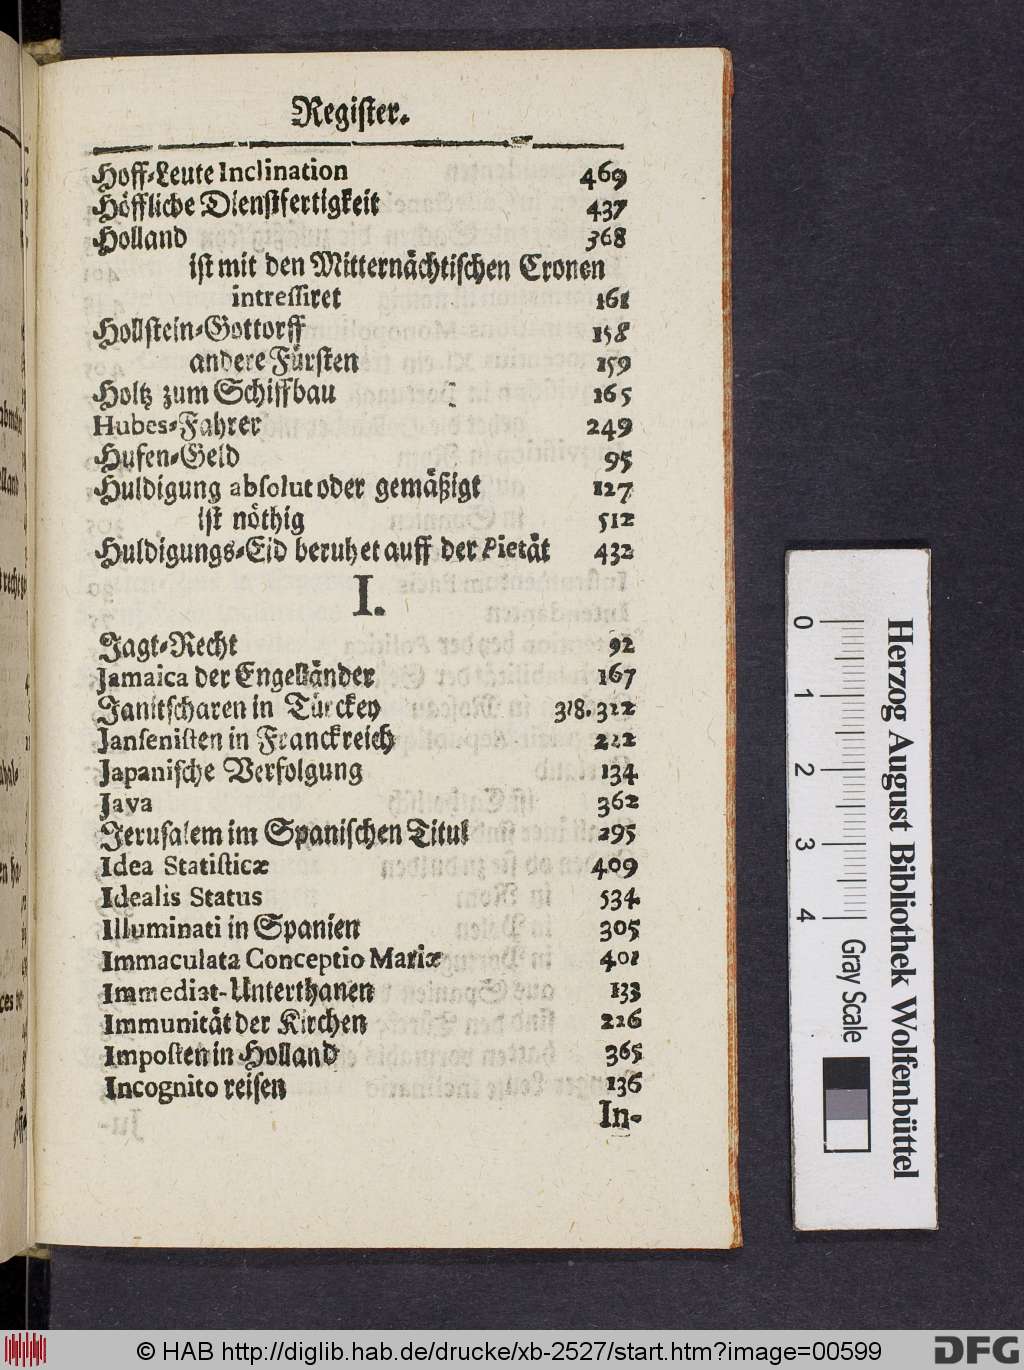 Register.
Hoff-Leute Inclination 469
Höffliche Dienstfertigkeit 437
Holland 368
ist mit den Mitternächtischen Cronen
intressiret 161
Hollstein-Gottorff 158
andere Fürsten 159
Holtz zum Schiffbau 165
Hubes-Fahrer 249
Hufen-Geld 95
Huldigung absolut oder gemäßigt 127
ist nöthig 512
Huldigungs-Eid beruhet auff der Pietät 432
I.
Jagt-Recht 92
Jamaica der Engelländer 167
Janitscharen in Türckey 318. 322
Jansenisten in Franckreich 222
Japanische Verfolgung 134
Java 362
Jerusalem im Spanischen Titul 295
Idea Statisticæ 409
Idealis Status 534
Illuminati in Spanien 305
Immaculata Conceptio Mariæ 401
Immediat-Unterthanen 133
Immunität der Kirchen 226
Imposten in Holland 365
Incognito reisen 136
In-
0 1 2 3 4
Gray Scale
Herzog August Bibliothek Wolfenbüttel
© HAB http://diglib.hab.de/drucke/xb-2527/start.htm?image=00599
DFG